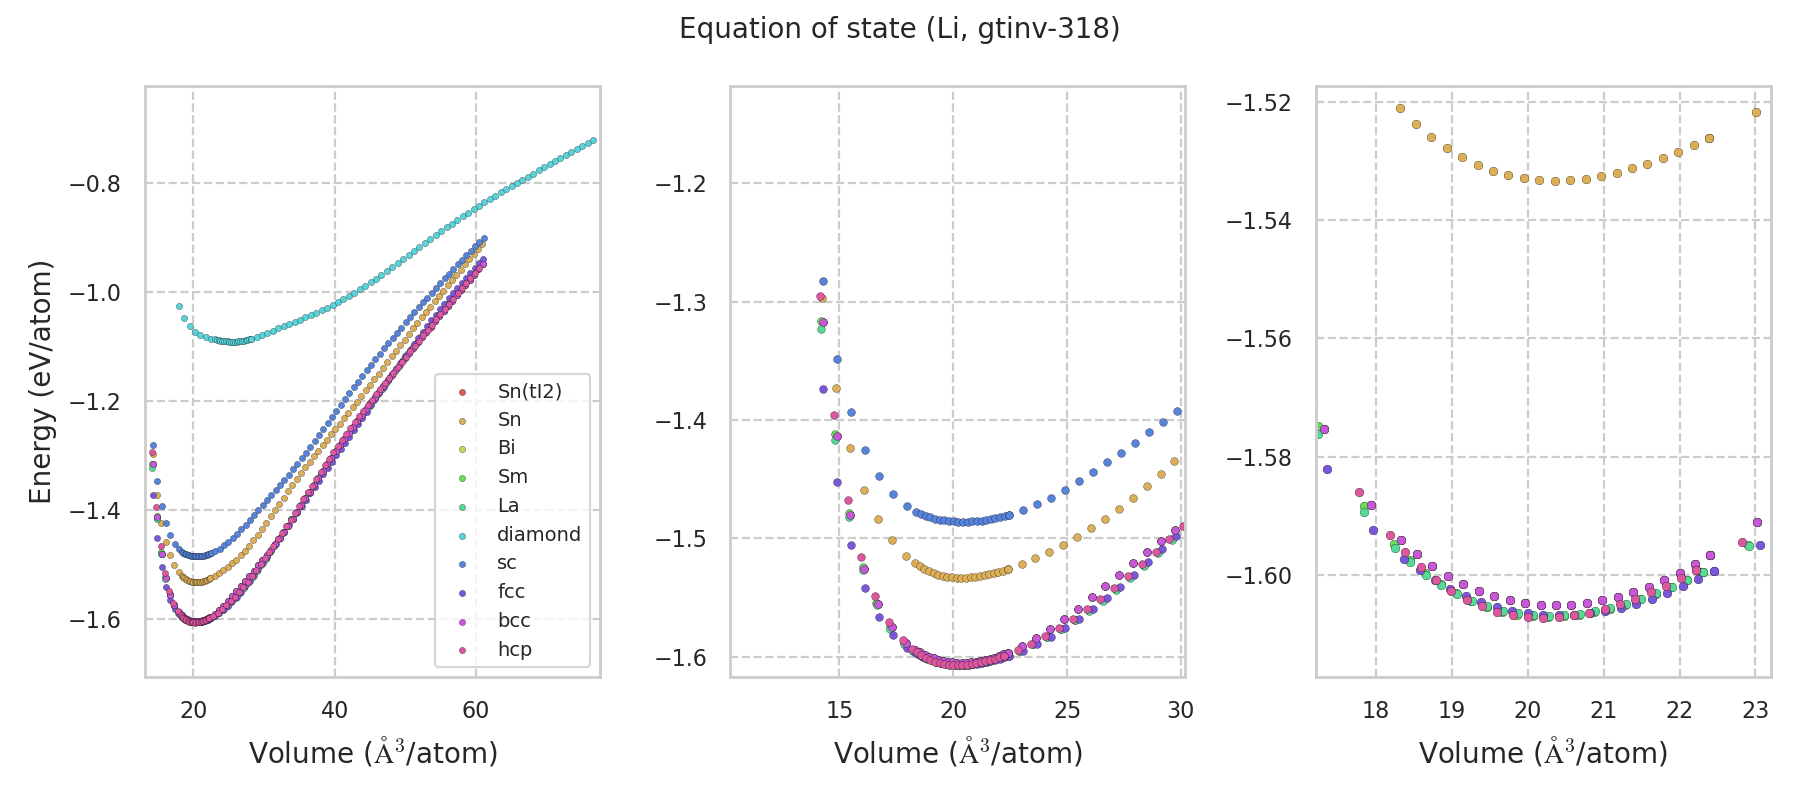 Equation of state (Li, gtinv-318)
Energy (eV/atom)
−0.8
−1.0
−1.2
−1.4
−1.6
20
40
60
Volume (Å³/atom)
Sn(tI2)
Sn
Bi
Sm
La
diamond
sc
fcc
bcc
hcp
−1.2
−1.3
−1.4
−1.5
−1.6
15
20
25
30
Volume (Å³/atom)
−1.52
−1.54
−1.56
−1.58
−1.60
18
19
20
21
22
23
Volume (Å³/atom)